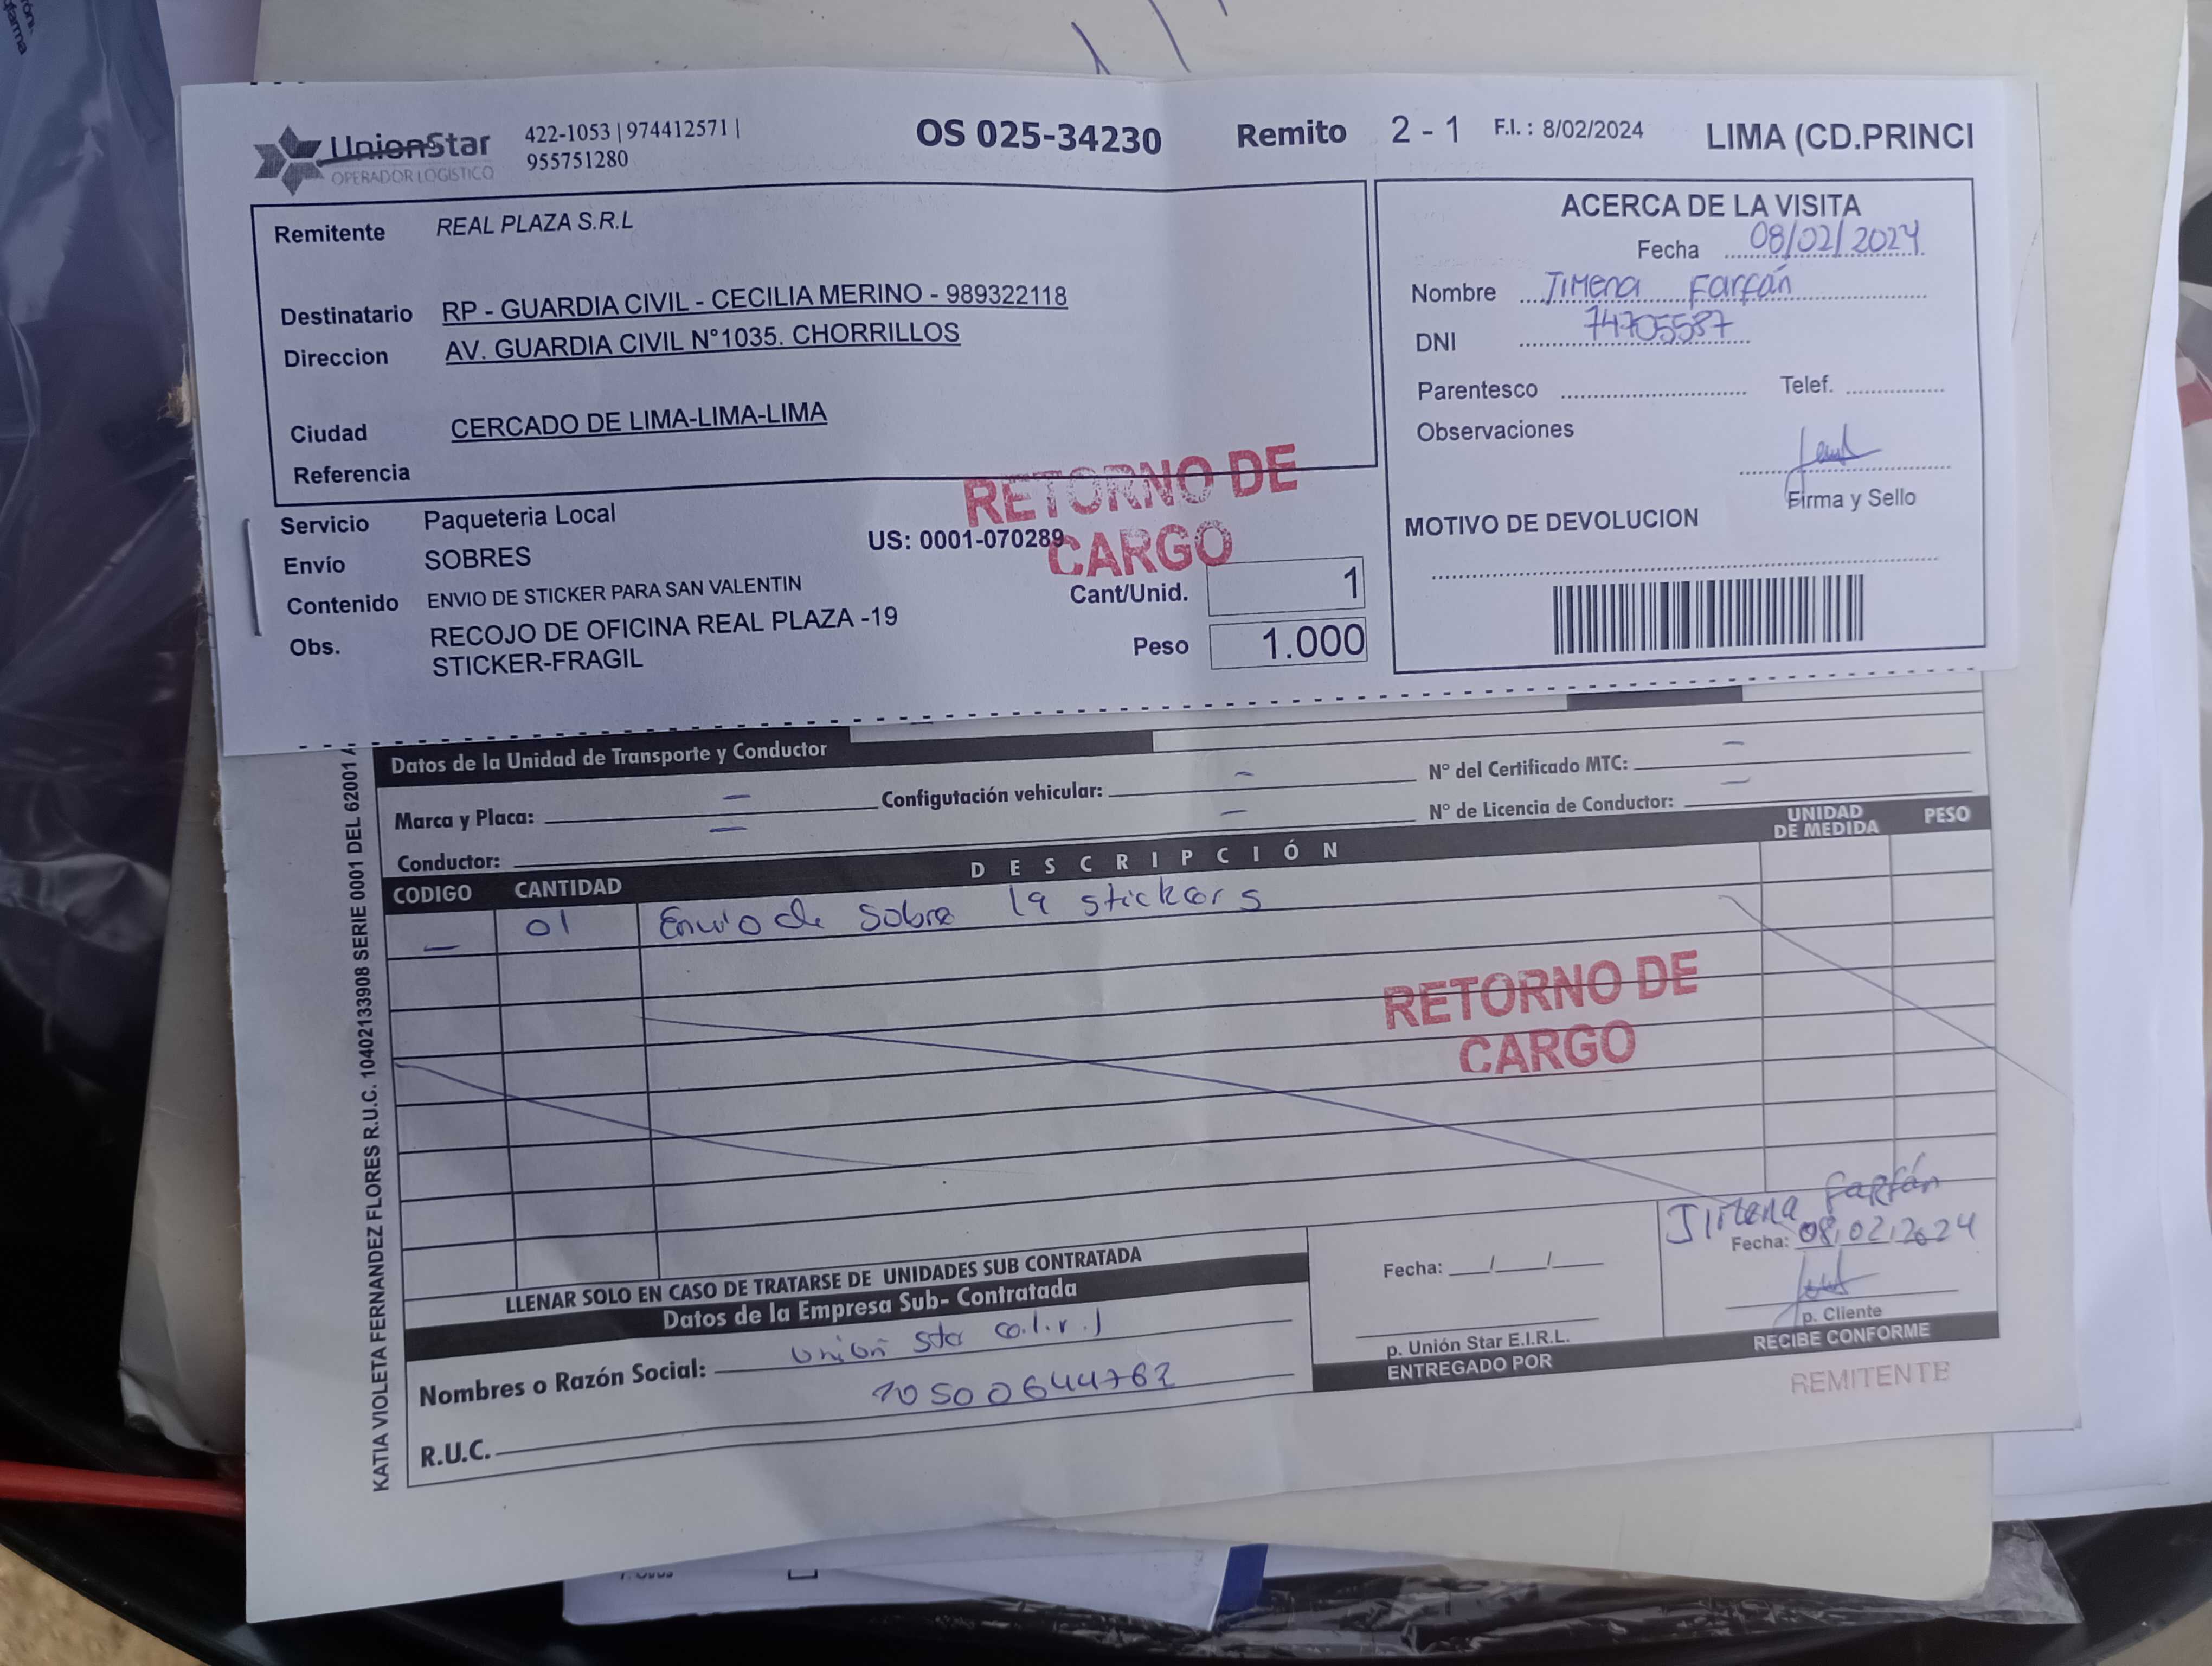 UnionStar
OPERADOR LOGISTICO
422-1053 | 974412571 |
955751280
OS 025-34230 Remito 2 - 1 F.I. : 8/02/2024 LIMA (CD.PRINCI
Remitente REAL PLAZA S.R.L
Destinatario RP - GUARDIA CIVIL - CECILIA MERINO - 989322118
Direccion AV. GUARDIA CIVIL N°1035. CHORRILLOS
Ciudad CERCADO DE LIMA-LIMA-LIMA
Referencia
Servicio Paqueteria Local
Envío SOBRES
US: 0001-070289
Contenido ENVIO DE STICKER PARA SAN VALENTIN
Obs. RECOJO DE OFICINA REAL PLAZA -19
STICKER-FRAGIL
Cant/Unid. 1
Peso 1.000
RETORNO DE
CARGO
ACERCA DE LA VISITA
Fecha 08/02/2024
Nombre Jimena Farfán
DNI 74705587
Parentesco Telef.
Observaciones
Firma y Sello
MOTIVO DE DEVOLUCION
Datos de la Unidad de Transporte y Conductor
Marca y Placa: — Configutación vehicular: — N° del Certificado MTC: —
Conductor: — — N° de Licencia de Conductor: —
CODIGO CANTIDAD DESCRIPCIÓN UNIDAD DE MEDIDA PESO
— 01 Envio de sobre 19 stickers
RETORNO DE
CARGO
LLENAR SOLO EN CASO DE TRATARSE DE UNIDADES SUB CONTRATADA
Datos de la Empresa Sub- Contratada
Nombres o Razón Social: Unión Star
R.U.C. 10500644762
Fecha: __/__/__
p. Unión Star E.I.R.L.
ENTREGADO POR
Jimena Farfán
Fecha: 08/02/2024
p. Cliente
RECIBE CONFORME
REMITENTE
KATIA VIOLETA FERNANDEZ FLORES R.U.C. 10402133908 SERIE 0001 DEL 62001